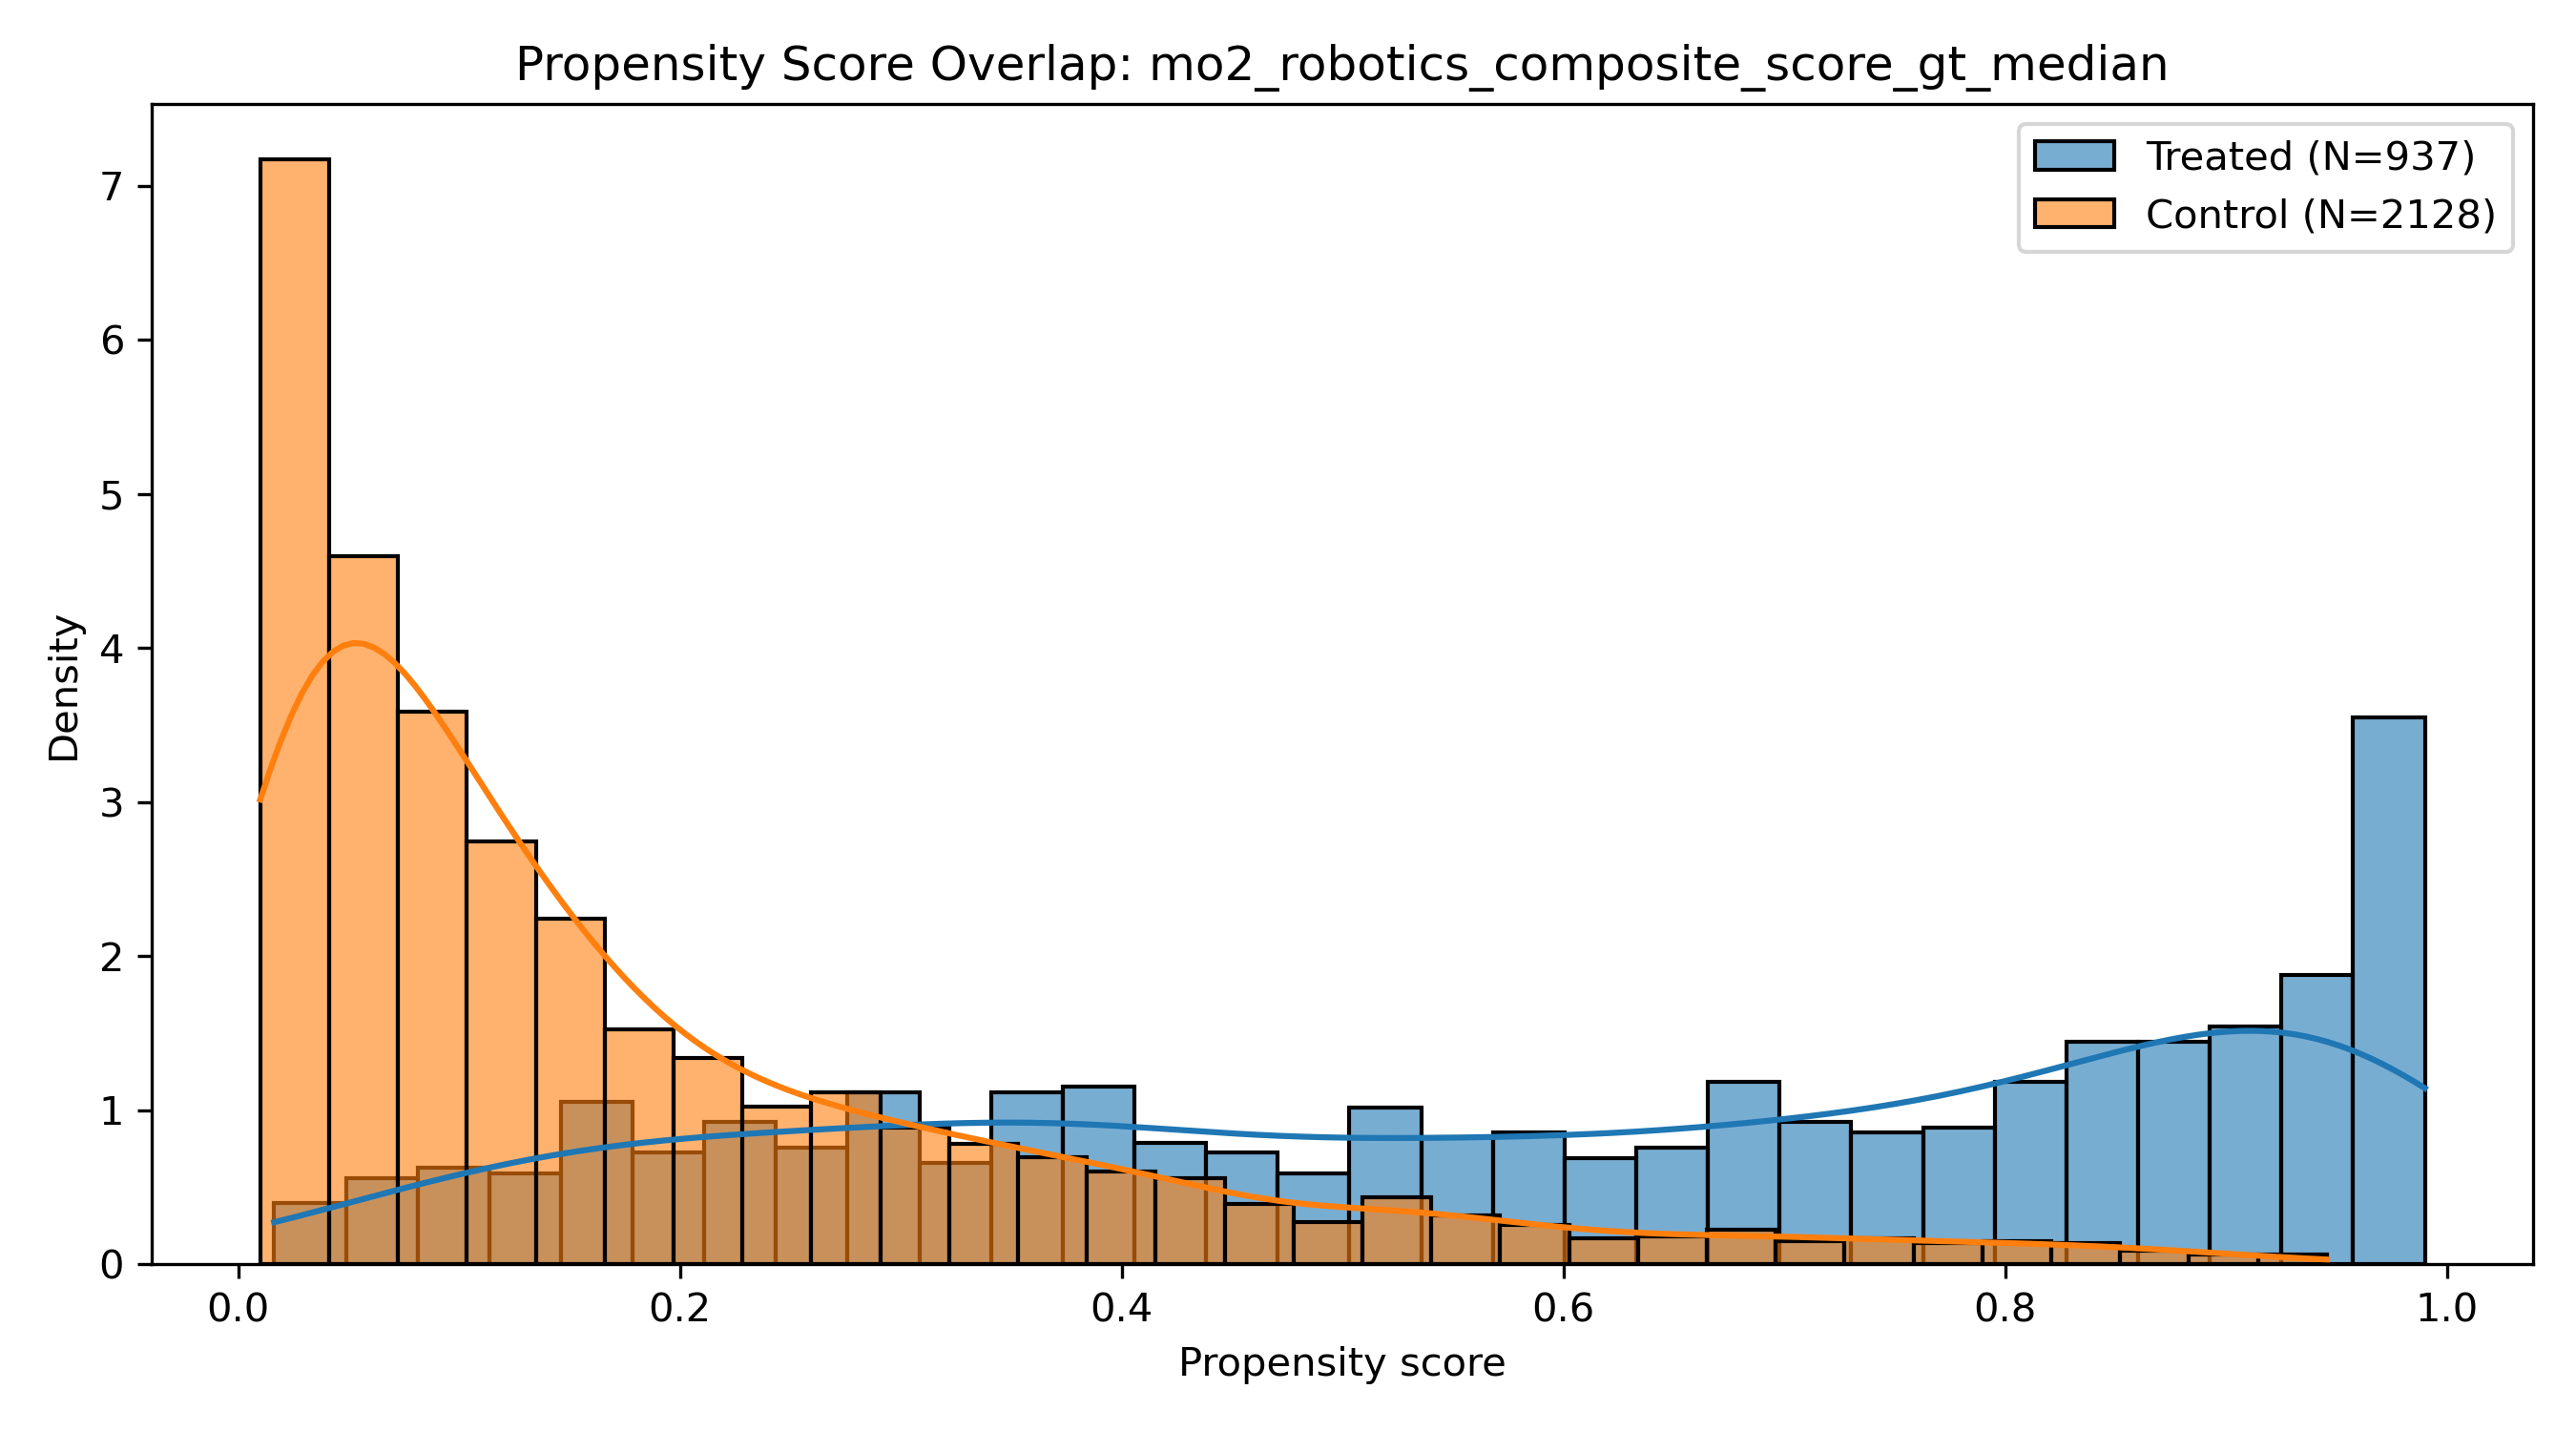 Propensity Score Overlap: mo2_robotics_composite_score_gt_median
Treated (N=937)
Control (N=2128)
Density
7
6
5
4
3
2
1
0
0.0 0.2 0.4 0.6 0.8 1.0
Propensity score